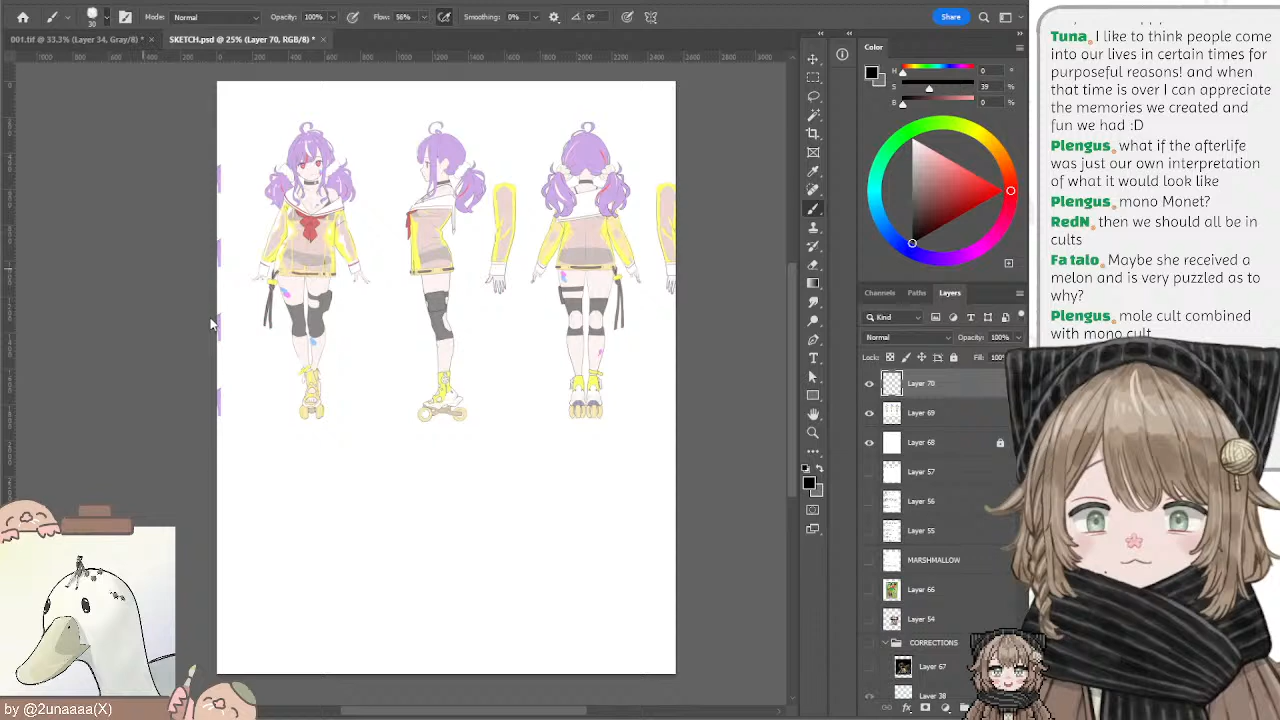 Mode: Normal Opacity: 100% Flow: 56% Smoothing: 0% 0° Share
30
001.tif @ 33.3% (Layer 34, Gray/8) * × SKETCH.psd @ 25% (Layer 70, RGB/8) * ×
Color
H 0 °
S 39 %
B 0 %
Channels Paths Layers
Kind
Normal Opacity: 100%
Lock: Fill: 100%
Layer 70
Layer 69
Layer 68
Layer 57
Layer 56
Layer 55
MARSHMALLOW
Layer 66
Layer 54
CORRECTIONS
Layer 67
Layer 38
Tuna. I like to think people come
into our lives in certain times for
purposeful reasons! and when
that time is over I can appreciate
the memories we created and
fun we had :D
Plengus. what if the afterlife
was just our own interpretation
of what it would look like
Plengus. mono Monet?
RedN. then we should all be in
cults
Fa talo. Maybe she received a
melon and is very puzzled as to
why?
Plengus. mole cult combined
with mono cult
by @2unaaaa(X)